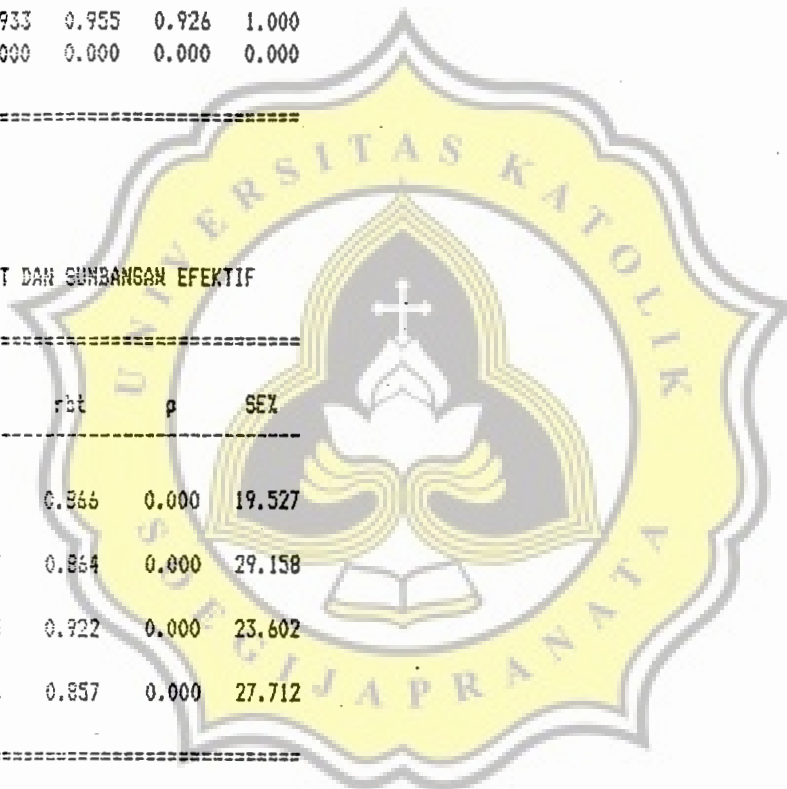 933 0.955 0.926 1.000
000 0.000 0.000 0.000
T DAN SUMBANGAN EFEKTIF
rbt p SE%
0.866 0.000 19.527
0.864 0.000 29.158
0.922 0.000 23.602
0.857 0.000 27.712
UNIVERSITAS KATOLIK
SOEGIJAPRANATA